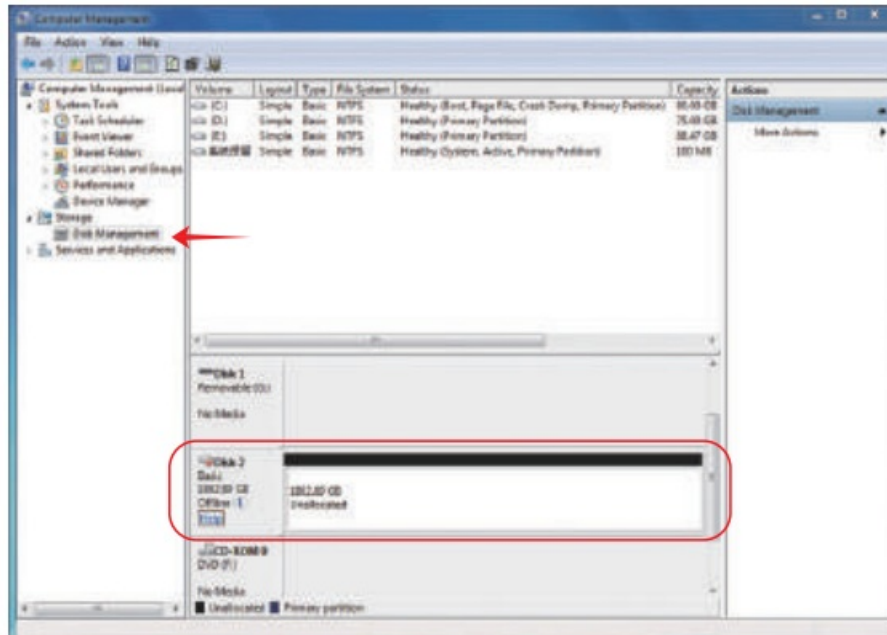 Computer Management
File Action View Help
Computer Management (Local
System Tools
Task Scheduler
Event Viewer
Shared Folders
Local Users and Groups
Performance
Device Manager
Storage
Disk Management
Services and Applications
Volume Layout Type File System Status Capacity
(C:) Simple Basic NTFS Healthy (Boot, Page File, Crash Dump, Primary Partition)
(D:) Simple Basic NTFS Healthy (Primary Partition)
(E:) Simple Basic NTFS Healthy (Primary Partition)
Simple Basic NTFS Healthy (System, Active, Primary Partition) 100 MB
Actions
Disk Management
More Actions
Disk 1
Removable (G:)
No Media
Disk 2
Basic
GB
Offline
Help
GB
Unallocated
CD-ROM 0
DVD (F:)
No Media
Unallocated Primary partition